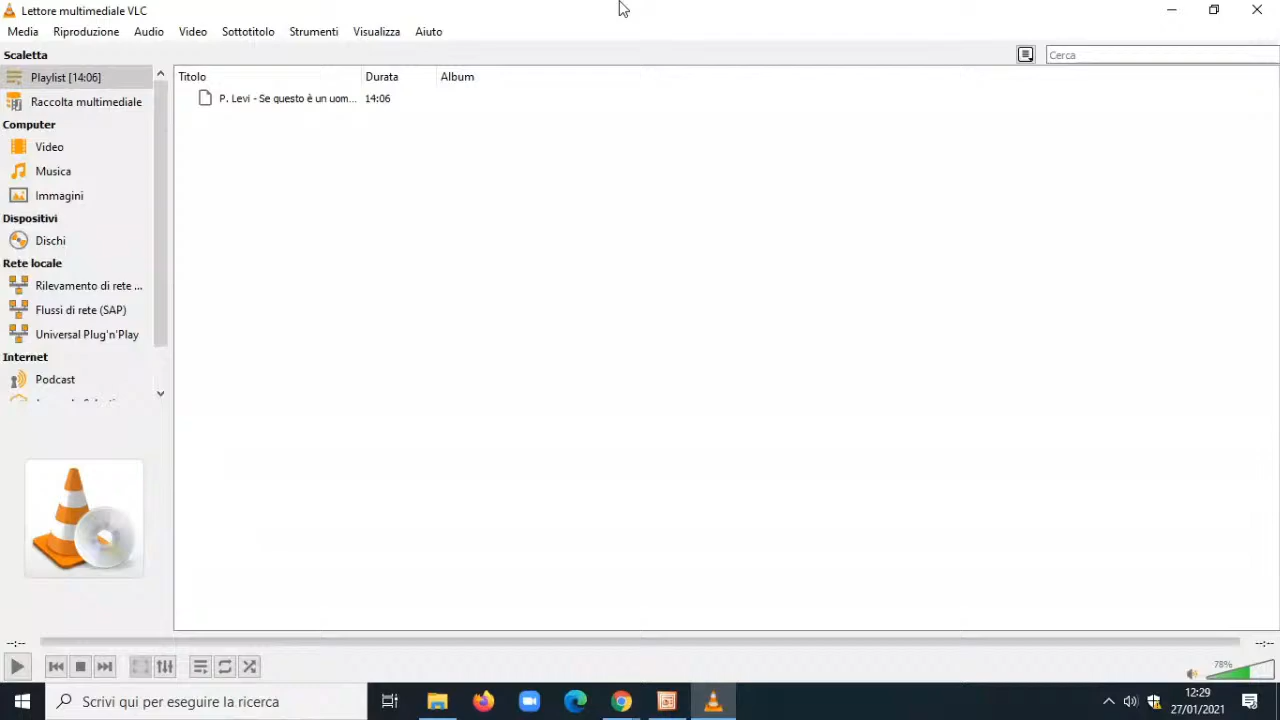 Lettore multimediale VLC
Media Riproduzione Audio Video Sottotitolo Strumenti Visualizza Aiuto
Scaletta
Cerca
Playlist [14:06]
Raccolta multimediale
Computer
Video
Musica
Immagini
Dispositivi
Dischi
Rete locale
Rilevamento di rete ...
Flussi di rete (SAP)
Universal Plug'n'Play
Internet
Podcast
Titolo Durata Album
P. Levi - Se questo è un uom... 14:06
--:-- --:--
78%
Scrivi qui per eseguire la ricerca
12:29
27/01/2021